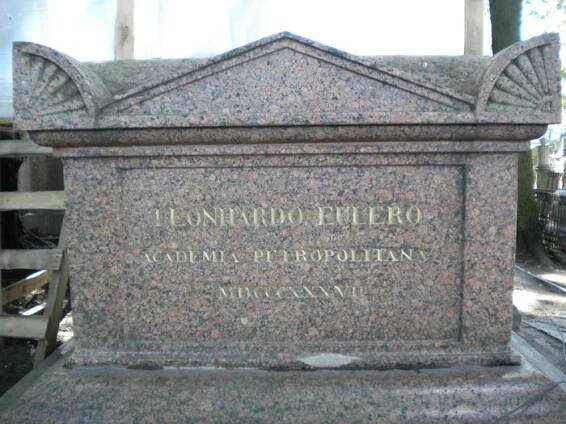 LEONHARDO EULERO
ACADEMIA PETROPOLITANA
MDCCCXXXVII